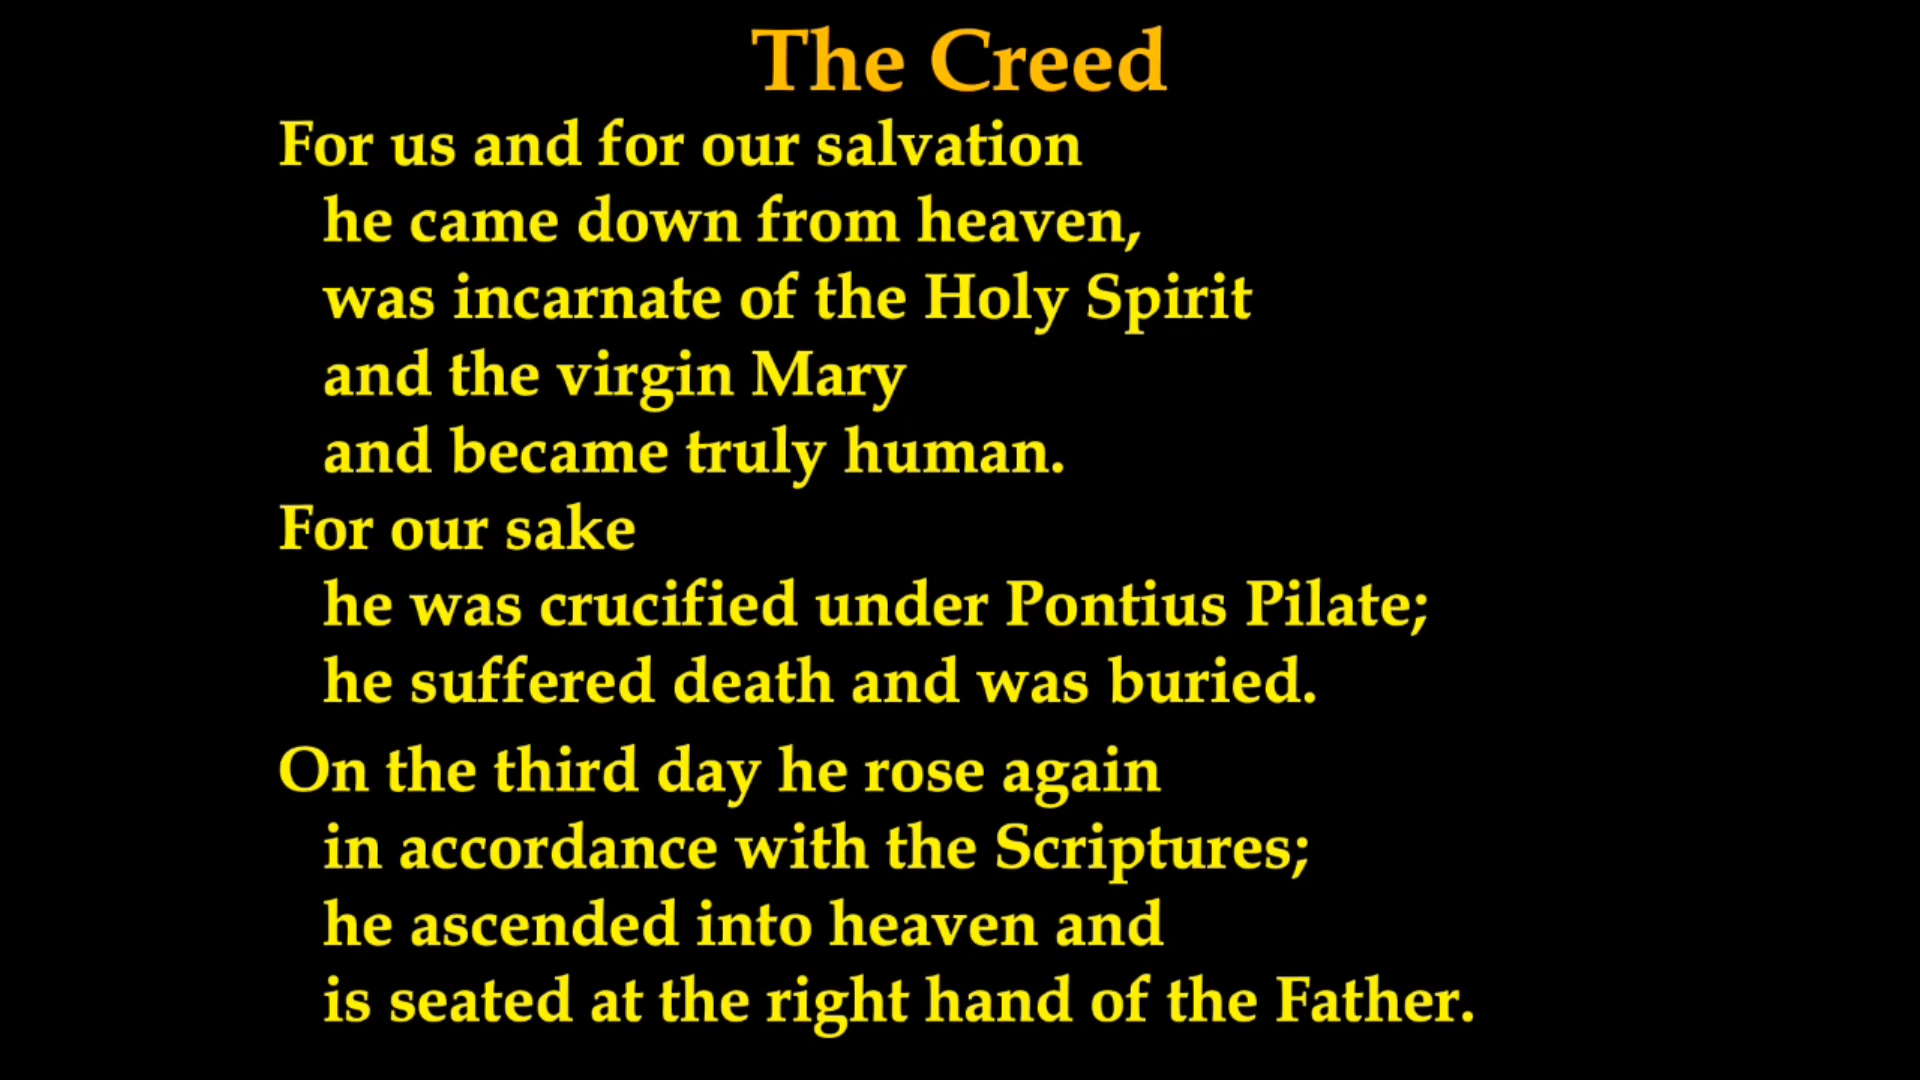 The Creed
For us and for our salvation
he came down from heaven,
was incarnate of the Holy Spirit
and the virgin Mary
and became truly human.
For our sake
he was crucified under Pontius Pilate;
he suffered death and was buried.
On the third day he rose again
in accordance with the Scriptures;
he ascended into heaven and
is seated at the right hand of the Father.